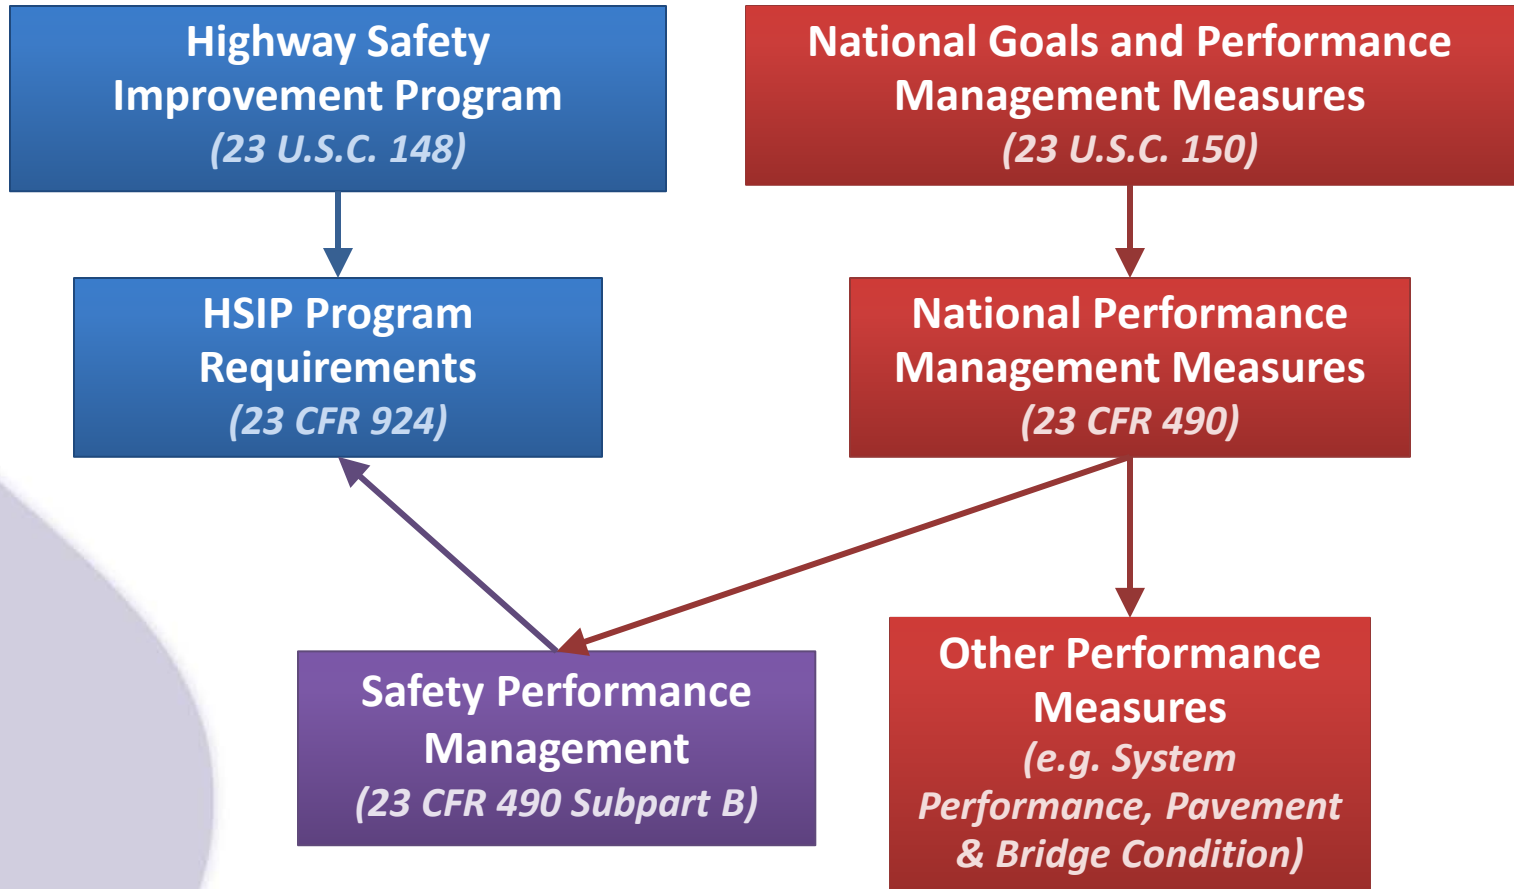 Highway Safety
Improvement Program
(23 U.S.C. 148)
National Goals and Performance
Management Measures
(23 U.S.C. 150)
HSIP Program
Requirements
(23 CFR 924)
National Performance
Management Measures
(23 CFR 490)
Safety Performance
Management
(23 CFR 490 Subpart B)
Other Performance
Measures
(e.g. System
Performance, Pavement
& Bridge Condition)